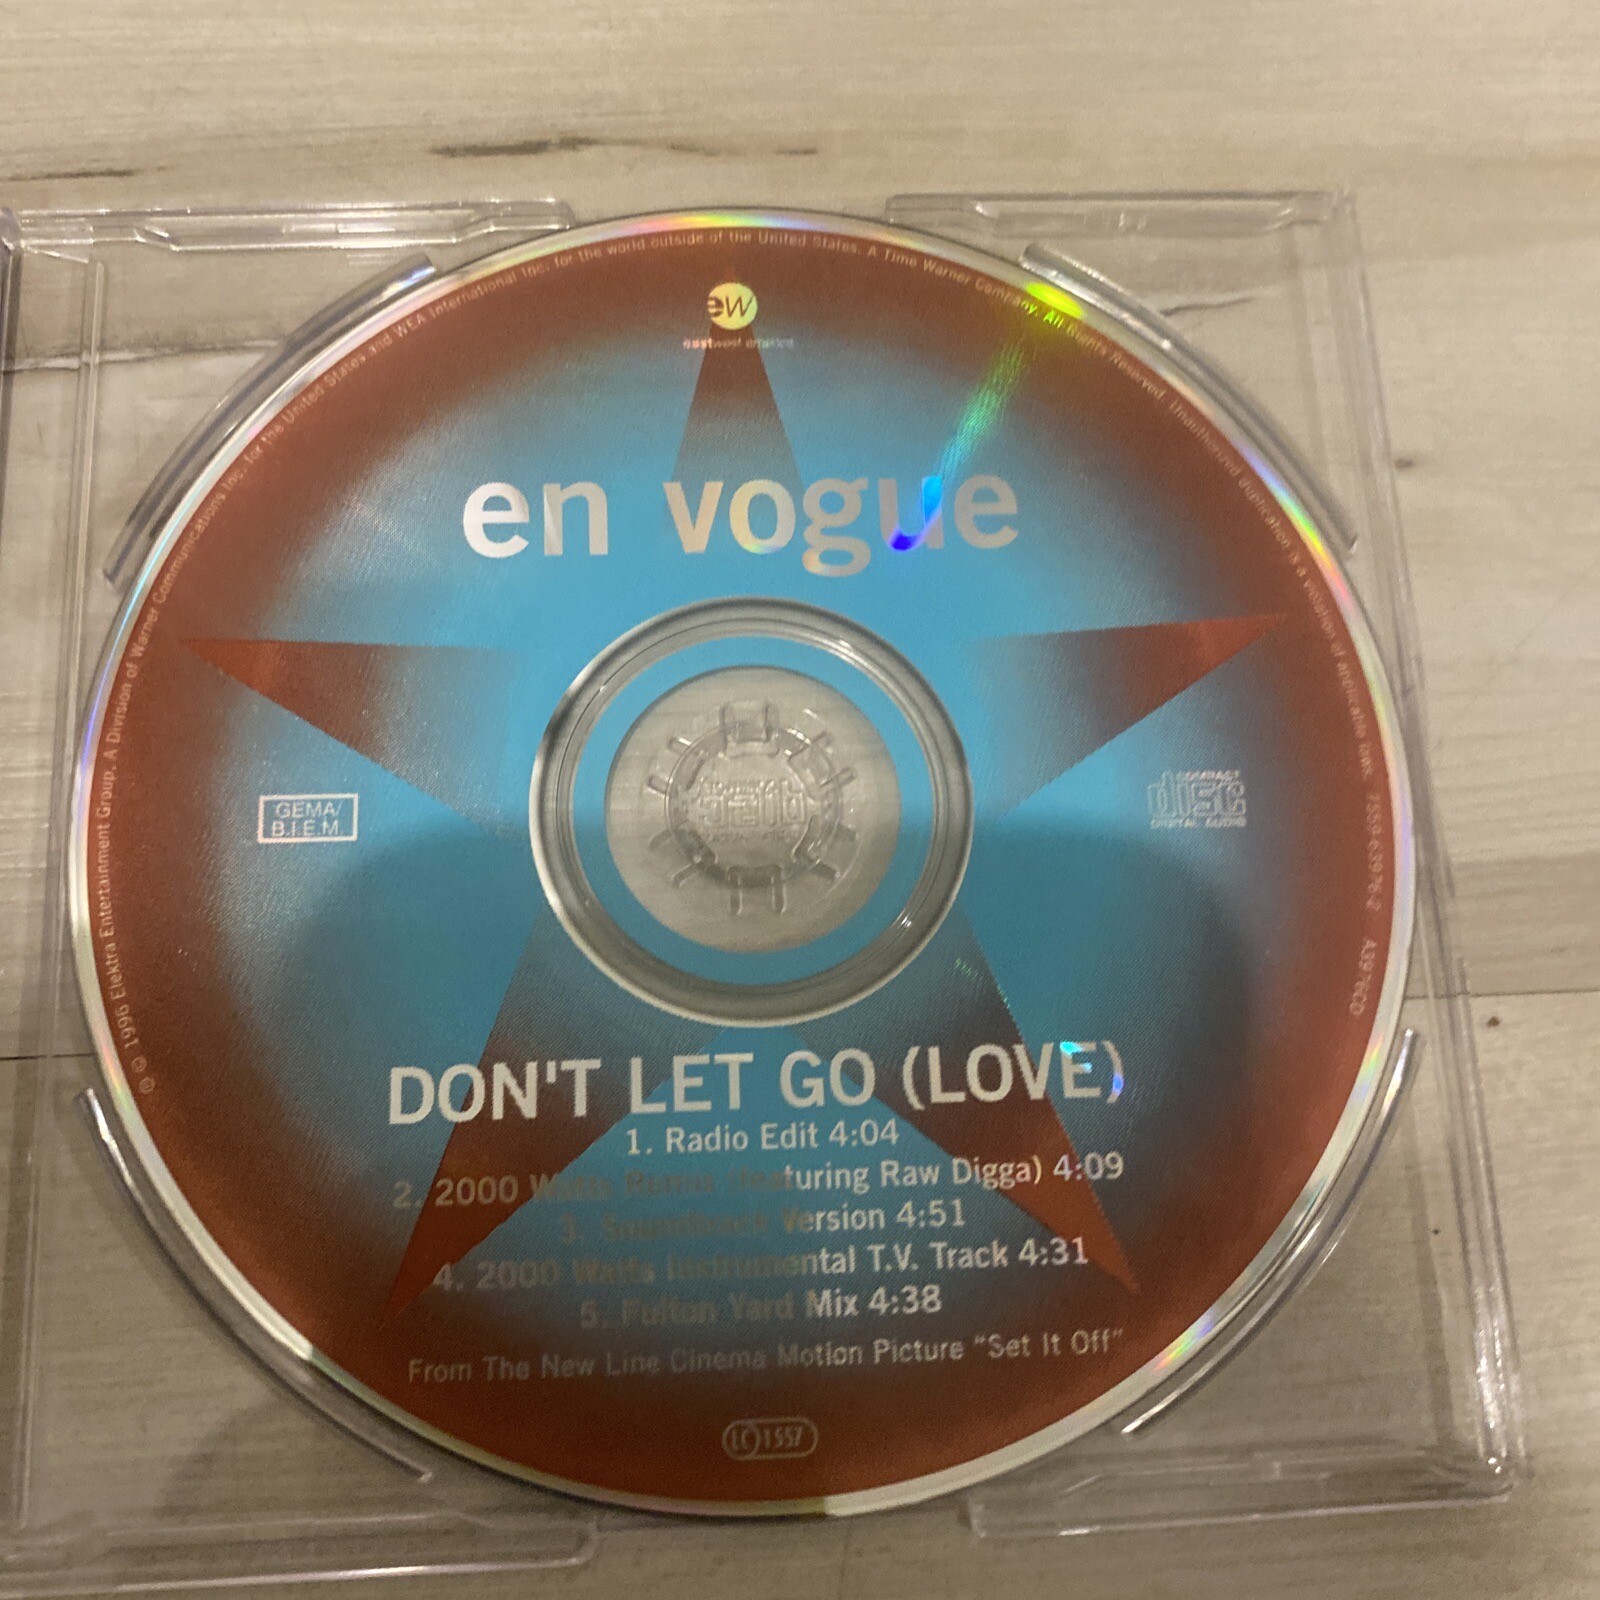 © ℗ 1996 Elektra Entertainment Group, A Division of Warner Communications Inc. for the United States and WEA International Inc. for the world outside of the United States. A Time Warner Company. All Rights Reserved. Unauthorized duplication is a violation of applicable laws. 7559-63976-2 A3976CD
ew
eastwest america
en vogue
GEMA/
B.I.E.M.
COMPACT
disc
DIGITAL AUDIO
DON'T LET GO (LOVE)
1. Radio Edit 4:04
2. 2000 Watts Remix (featuring Raw Digga) 4:09
3. Soundtrack Version 4:51
4. 2000 Watts Instrumental T.V. Track 4:31
5. Fulton Yard Mix 4:38
From The New Line Cinema Motion Picture "Set It Off"
LC 1557